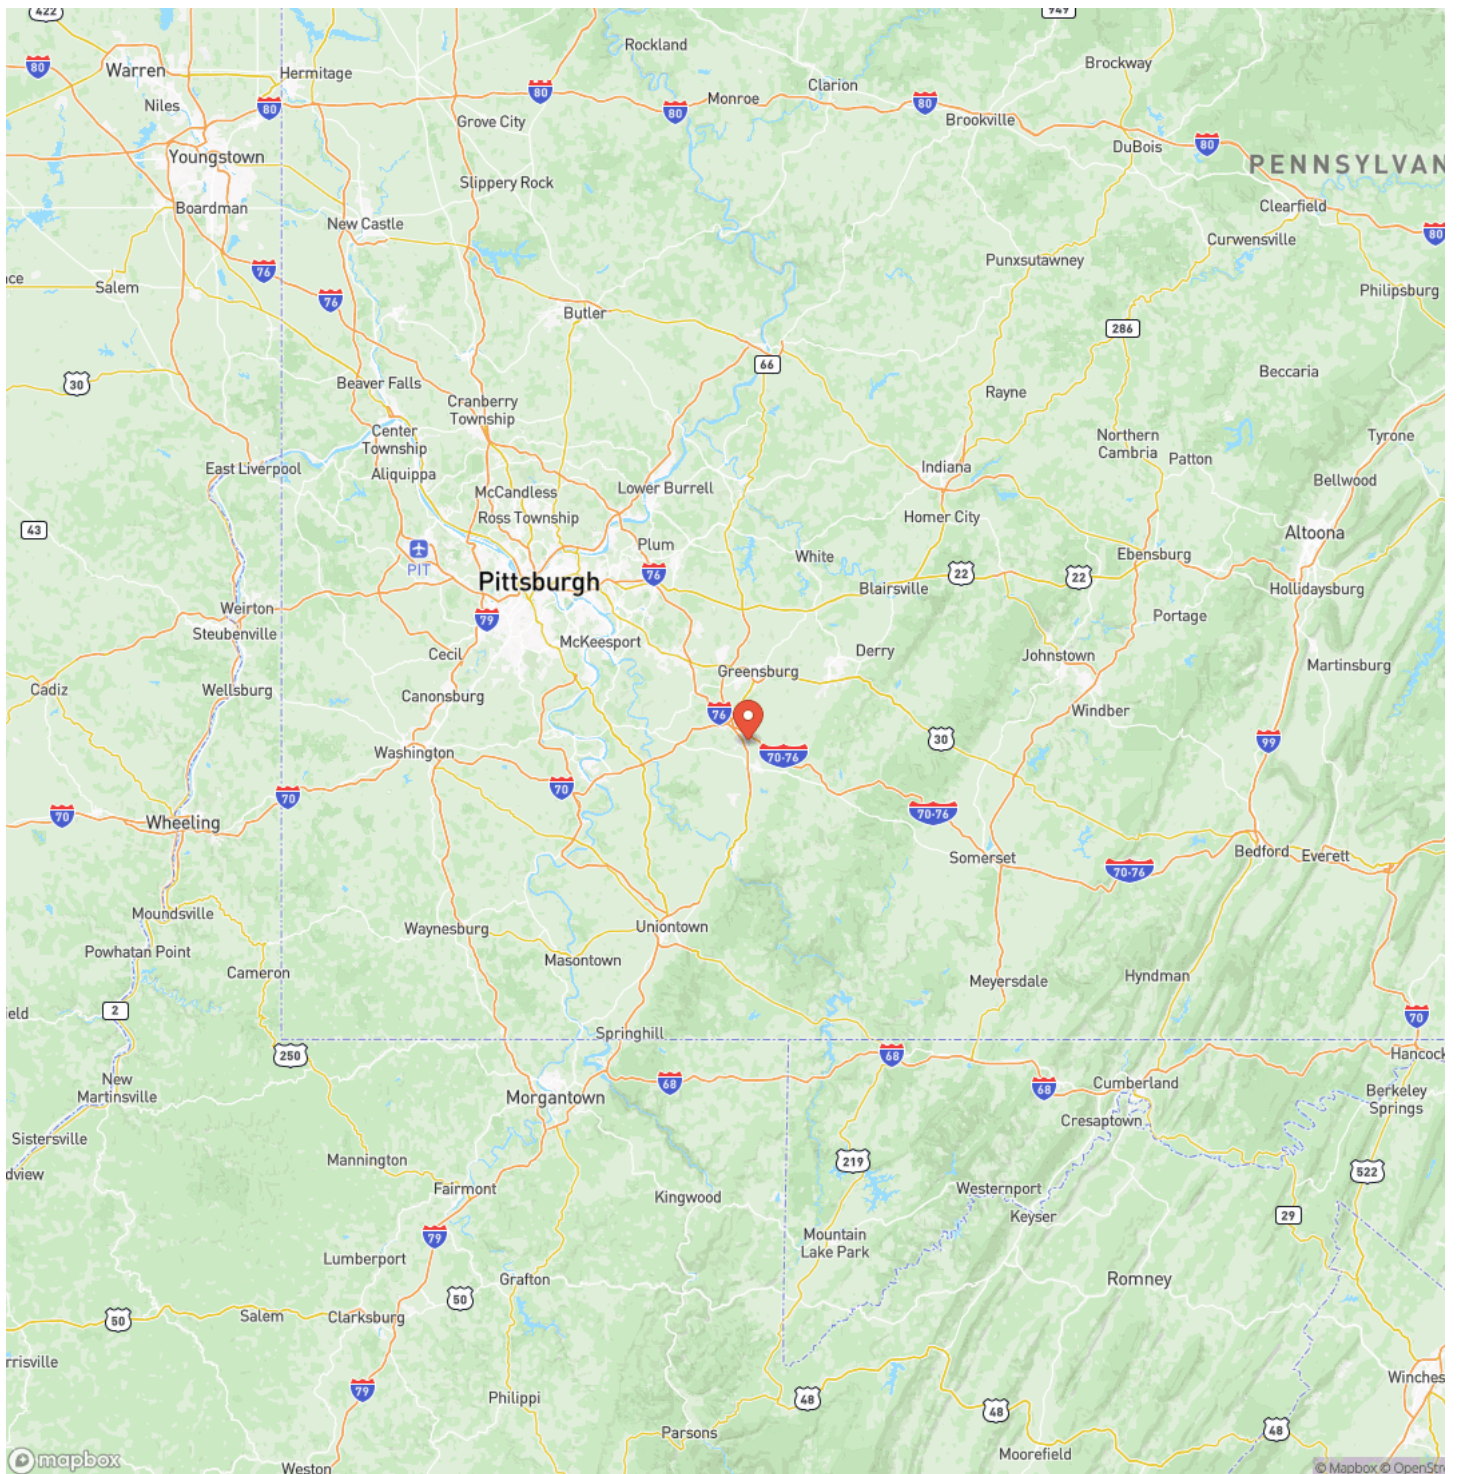 422
949
Rockland
Brockway
80
Warren
Hermitage
Clarion
Niles
80
80
Monroe
80
80
Grove City
Brookville
DuBois
80
Youngstown
PENNSYLVAN
Slippery Rock
Boardman
New Castle
Clearfield
80
Curwensville
76
Punxsutawney
ce
Salem
76
Philipsburg
Butler
286
30
66
Beaver Falls
Beccaria
Cranberry
Township
Rayne
Center
Township
Northern
Cambria
Tyrone
East Liverpool
Aliquippa
Indiana
Patton
McCandless
Lower Burrell
Bellwood
43
Ross Township
Homer City
Altoona
PIT
Plum
White
Ebensburg
Pittsburgh
76
22
22
Blairsville
Hollidaysburg
Weirton
79
Portage
Steubenville
McKeesport
Cecil
Derry
Johnstown
Greensburg
Martinsburg
Cadiz
Wellsburg
Canonsburg
76
Windber
Washington
70-76
30
99
70
70
70
70-76
Wheeling
Somerset
Bedford
Everett
70-76
Moundsville
Waynesburg
Uniontown
Powhatan Point
Masontown
Cameron
Meyersdale
Hyndman
eld
2
70
Springhill
250
68
Hancock
New
Martinsville
68
68
Cumberland
Berkeley
Springs
Morgantown
Cresaptown
Sistersville
dview
Mannington
219
522
Fairmont
Kingwood
Westernport
Keyser
29
79
Mountain
Lake Park
Lumberport
Grafton
Romney
50
50
Salem
Clarksburg
rrisville
79
Philippi
48
48
48
Winches
Parsons
Moorefield
mapbox
Weston
© Mapbox © OpenStre